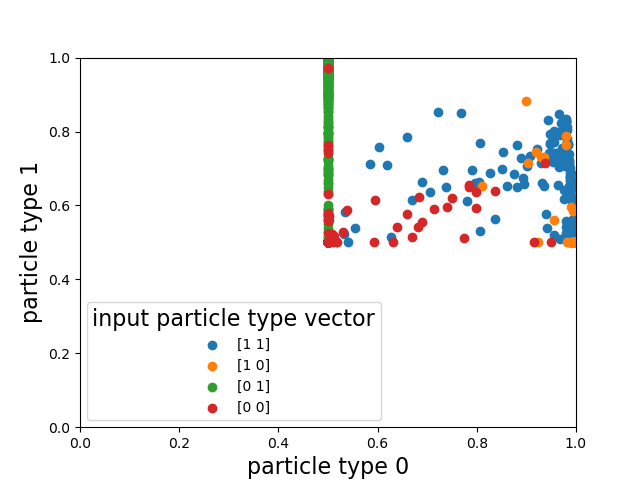 particle type 1
1.0
0.8
0.6
0.4
0.2
0.0
input particle type vector
[1 1]
[1 0]
[0 1]
[0 0]
0.0 0.2 0.4 0.6 0.8 1.0
particle type 0